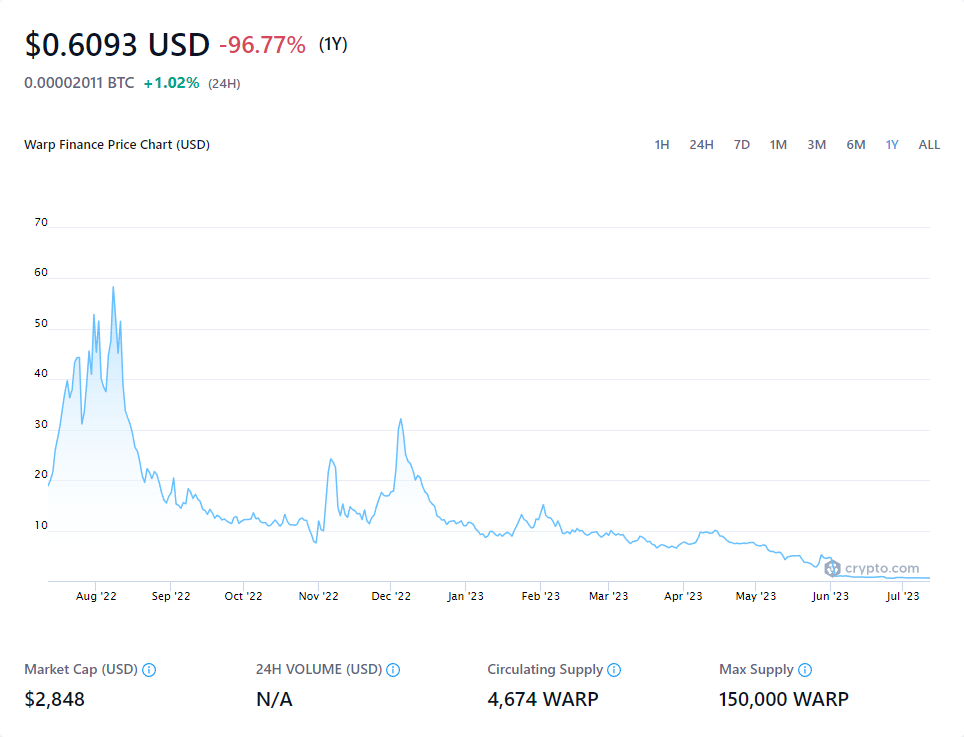 $0.6093 USD -96.77% (1Y)
0.00002011 BTC +1.02% (24H)
Warp Finance Price Chart (USD) 1H 24H 7D 1M 3M 6M 1Y ALL
70
60
50
40
30
20
10
crypto.com
Aug '22 Sep '22 Oct '22 Nov '22 Dec '22 Jan '23 Feb '23 Mar '23 Apr '23 May '23 Jun '23 Jul '23
Market Cap (USD) 24H VOLUME (USD) Circulating Supply Max Supply
$2,848 N/A 4,674 WARP 150,000 WARP